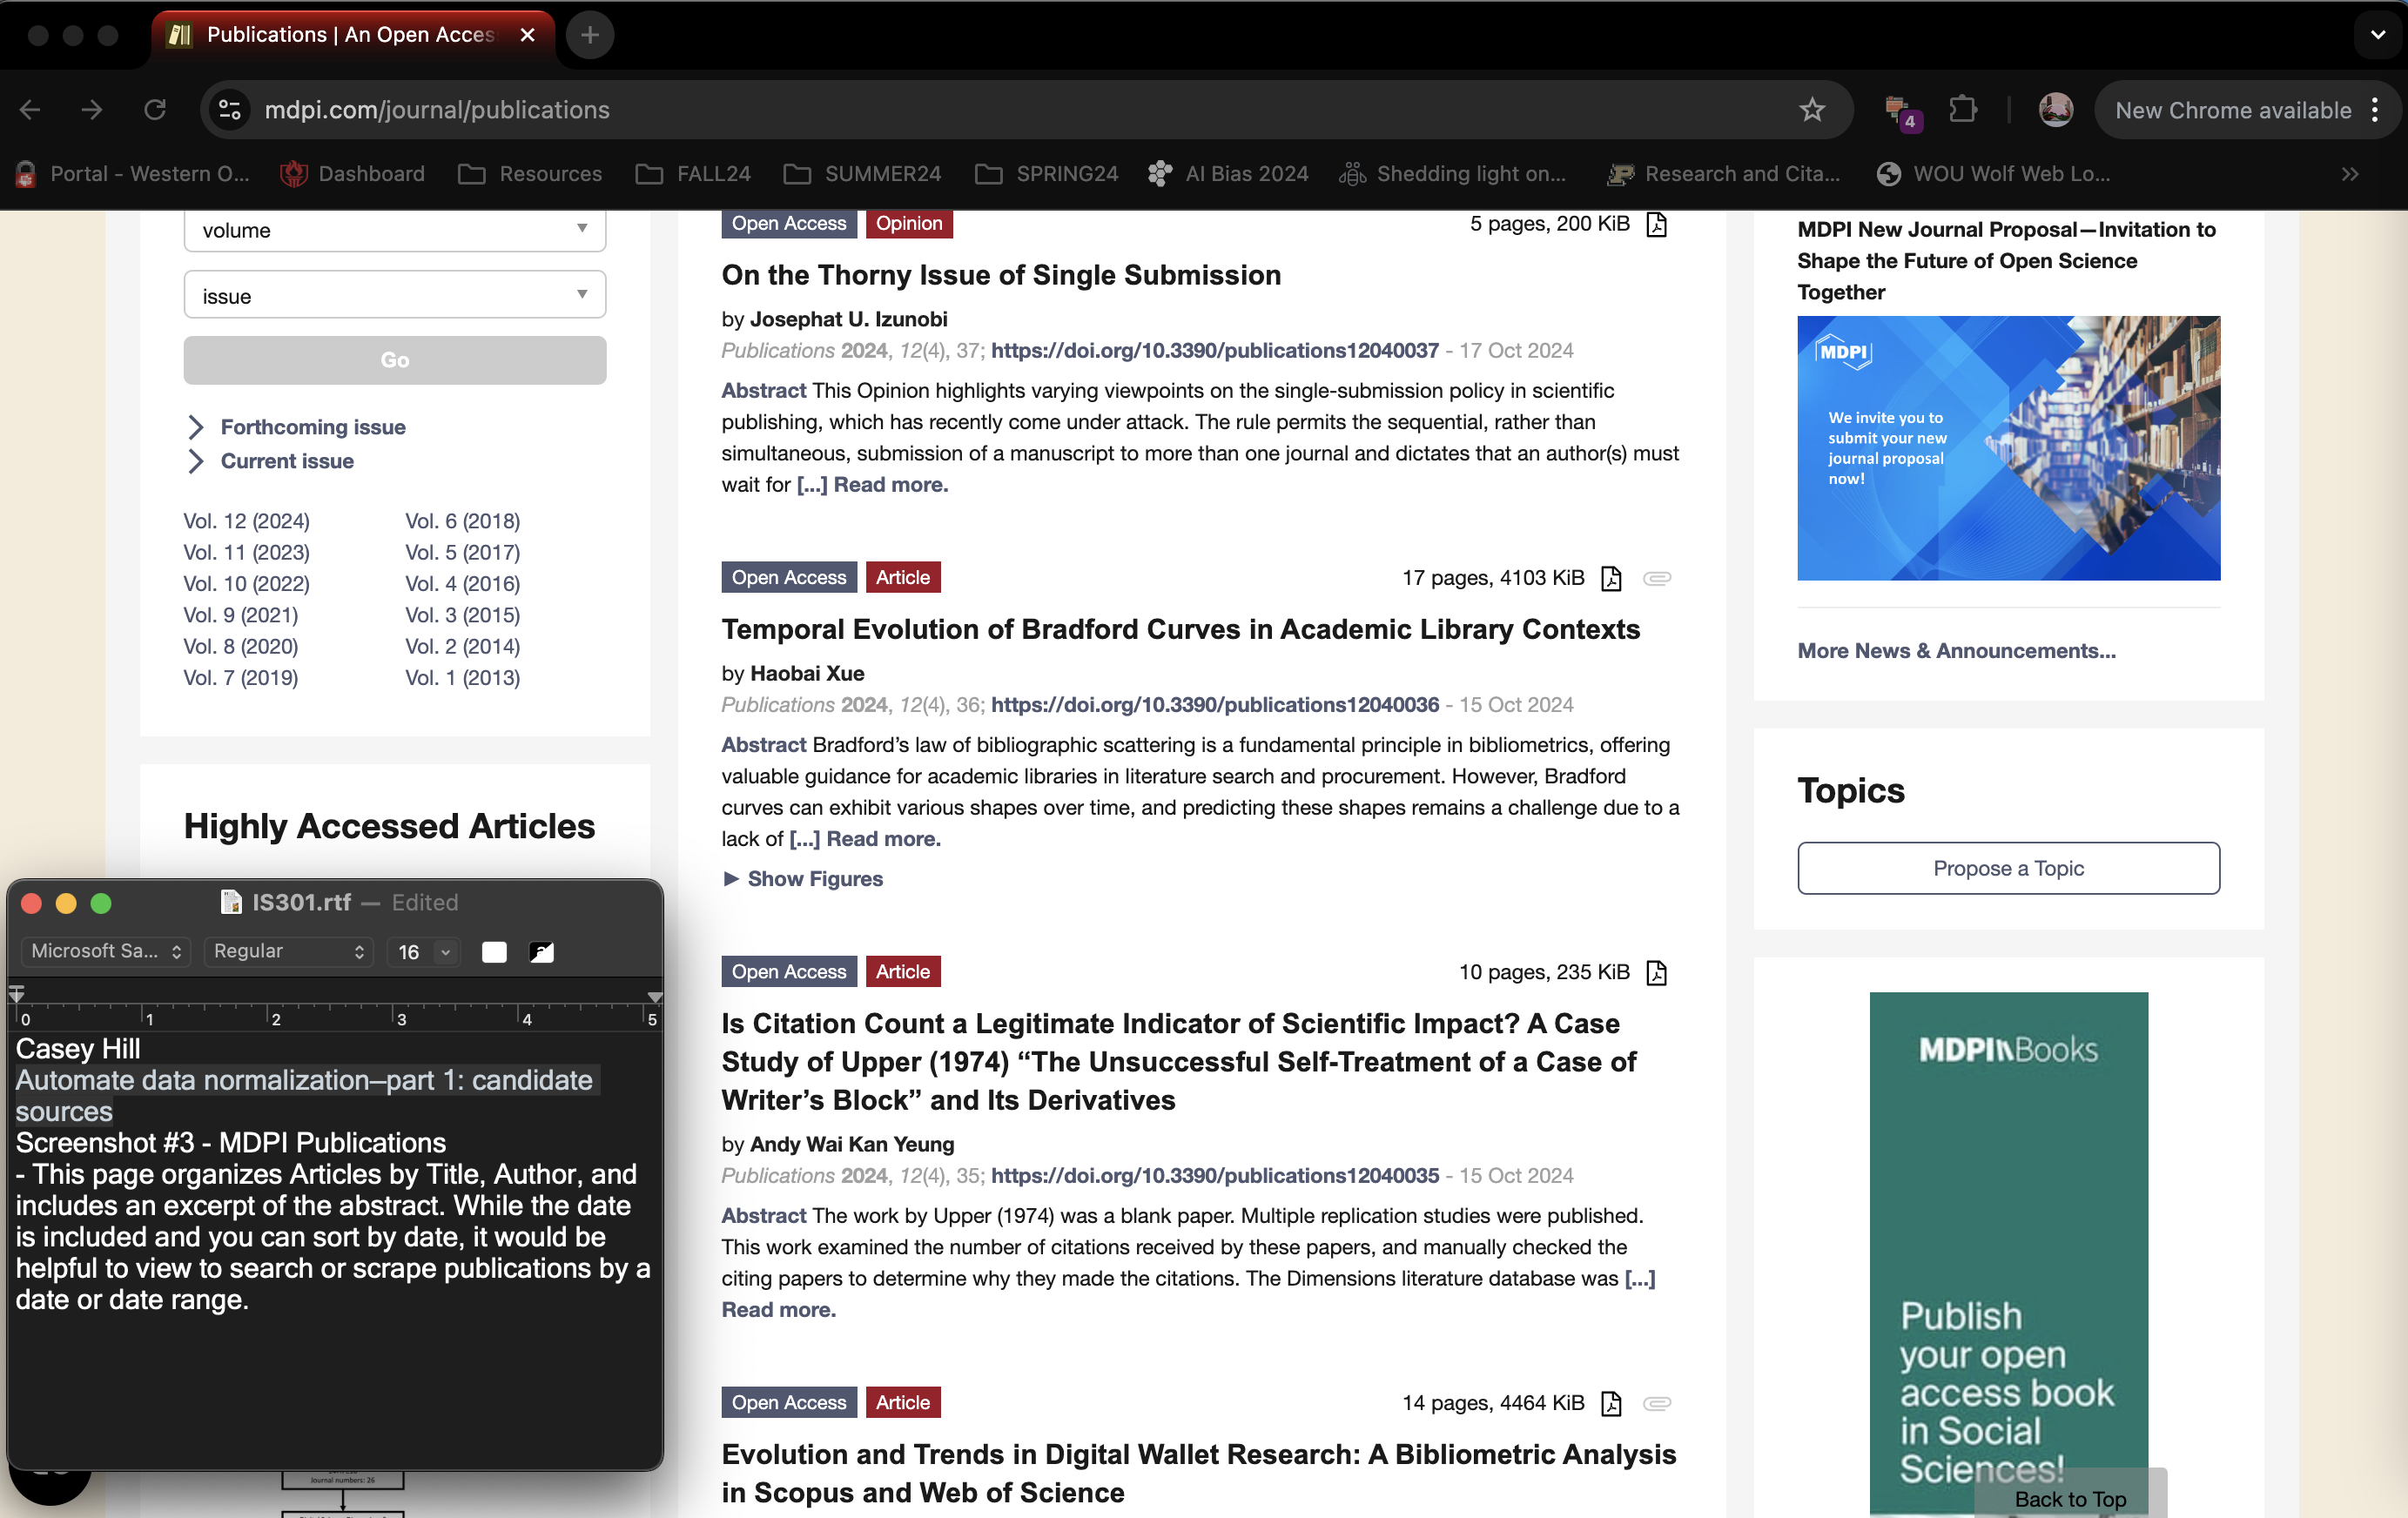 Publications | An Open Acces
mdpi.com/journal/publications
4
New Chrome available
Portal - Western O...
Dashboard
Resources
FALL24
SUMMER24
SPRING24
AI Bias 2024
Shedding light on...
Research and Cita...
WOU Wolf Web Lo...
volume
issue
Go
Forthcoming issue
Current issue
Vol. 12 (2024)
Vol. 6 (2018)
Vol. 11 (2023)
Vol. 5 (2017)
Vol. 10 (2022)
Vol. 4 (2016)
Vol. 9 (2021)
Vol. 3 (2015)
Vol. 8 (2020)
Vol. 2 (2014)
Vol. 7 (2019)
Vol. 1 (2013)
Highly Accessed Articles
IS301.rtf — Edited
Microsoft Sa...
Regular
16
0 1 2 3 4 5
Casey Hill
Automate data normalization—part 1: candidate
sources
Screenshot #3 - MDPI Publications
- This page organizes Articles by Title, Author, and
includes an excerpt of the abstract. While the date
is included and you can sort by date, it would be
helpful to view to search or scrape publications by a
date or date range.
Journal numbers: 26
Open Access Opinion
5 pages, 200 KiB
On the Thorny Issue of Single Submission
by Josephat U. Izunobi
Publications 2024, 12(4), 37; https://doi.org/10.3390/publications12040037 - 17 Oct 2024
Abstract This Opinion highlights varying viewpoints on the single-submission policy in scientific
publishing, which has recently come under attack. The rule permits the sequential, rather than
simultaneous, submission of a manuscript to more than one journal and dictates that an author(s) must
wait for [...] Read more.
Open Access Article
17 pages, 4103 KiB
Temporal Evolution of Bradford Curves in Academic Library Contexts
by Haobai Xue
Publications 2024, 12(4), 36; https://doi.org/10.3390/publications12040036 - 15 Oct 2024
Abstract Bradford’s law of bibliographic scattering is a fundamental principle in bibliometrics, offering
valuable guidance for academic libraries in literature search and procurement. However, Bradford
curves can exhibit various shapes over time, and predicting these shapes remains a challenge due to a
lack of [...] Read more.
► Show Figures
Open Access Article
10 pages, 235 KiB
Is Citation Count a Legitimate Indicator of Scientific Impact? A Case
Study of Upper (1974) “The Unsuccessful Self-Treatment of a Case of
Writer’s Block” and Its Derivatives
by Andy Wai Kan Yeung
Publications 2024, 12(4), 35; https://doi.org/10.3390/publications12040035 - 15 Oct 2024
Abstract The work by Upper (1974) was a blank paper. Multiple replication studies were published.
This work examined the number of citations received by these papers, and manually checked the
citing papers to determine why they made the citations. The Dimensions literature database was [...]
Read more.
Open Access Article
14 pages, 4464 KiB
Evolution and Trends in Digital Wallet Research: A Bibliometric Analysis
in Scopus and Web of Science
MDPI New Journal Proposal—Invitation to
Shape the Future of Open Science
Together
MDPI
We invite you to
submit your new
journal proposal
now!
More News & Announcements...
Topics
Propose a Topic
MDPI Books
Publish
your open
access book
in Social
Sciences!
Back to Top